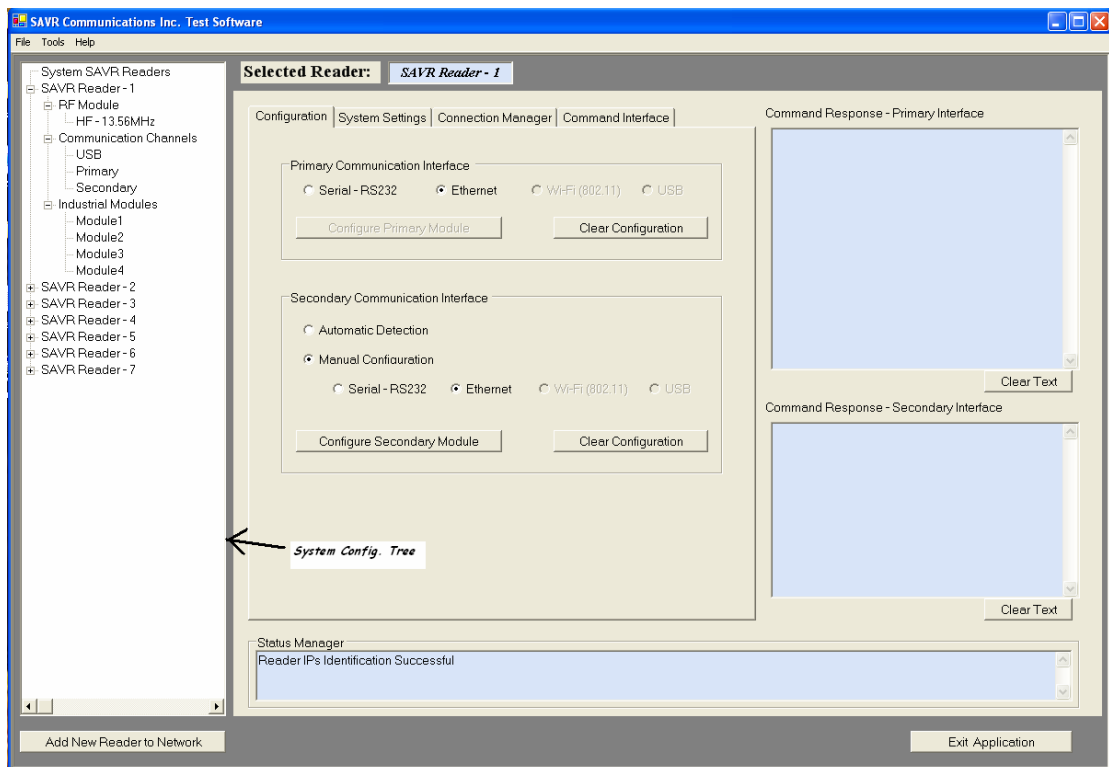 SAVR Communications Inc. Test Software
File Tools Help
System SAVR Readers
SAVR Reader - 1
RF Module
HF - 13.56MHz
Communication Channels
USB
Primary
Secondary
Industrial Modules
Module1
Module2
Module3
Module4
SAVR Reader - 2
SAVR Reader - 3
SAVR Reader - 4
SAVR Reader - 5
SAVR Reader - 6
SAVR Reader - 7
Add New Reader to Network
Selected Reader: SAVR Reader - 1
Configuration System Settings Connection Manager Command Interface
Primary Communication Interface
Serial - RS232 Ethernet Wi-Fi (802.11) USB
Configure Primary Module Clear Configuration
Secondary Communication Interface
Automatic Detection
Manual Configuration
Serial - RS232 Ethernet Wi-Fi (802.11) USB
Configure Secondary Module Clear Configuration
System Config. Tree
Command Response - Primary Interface
Clear Text
Command Response - Secondary Interface
Clear Text
Status Manager
Reader IPs Identification Successful
Exit Application